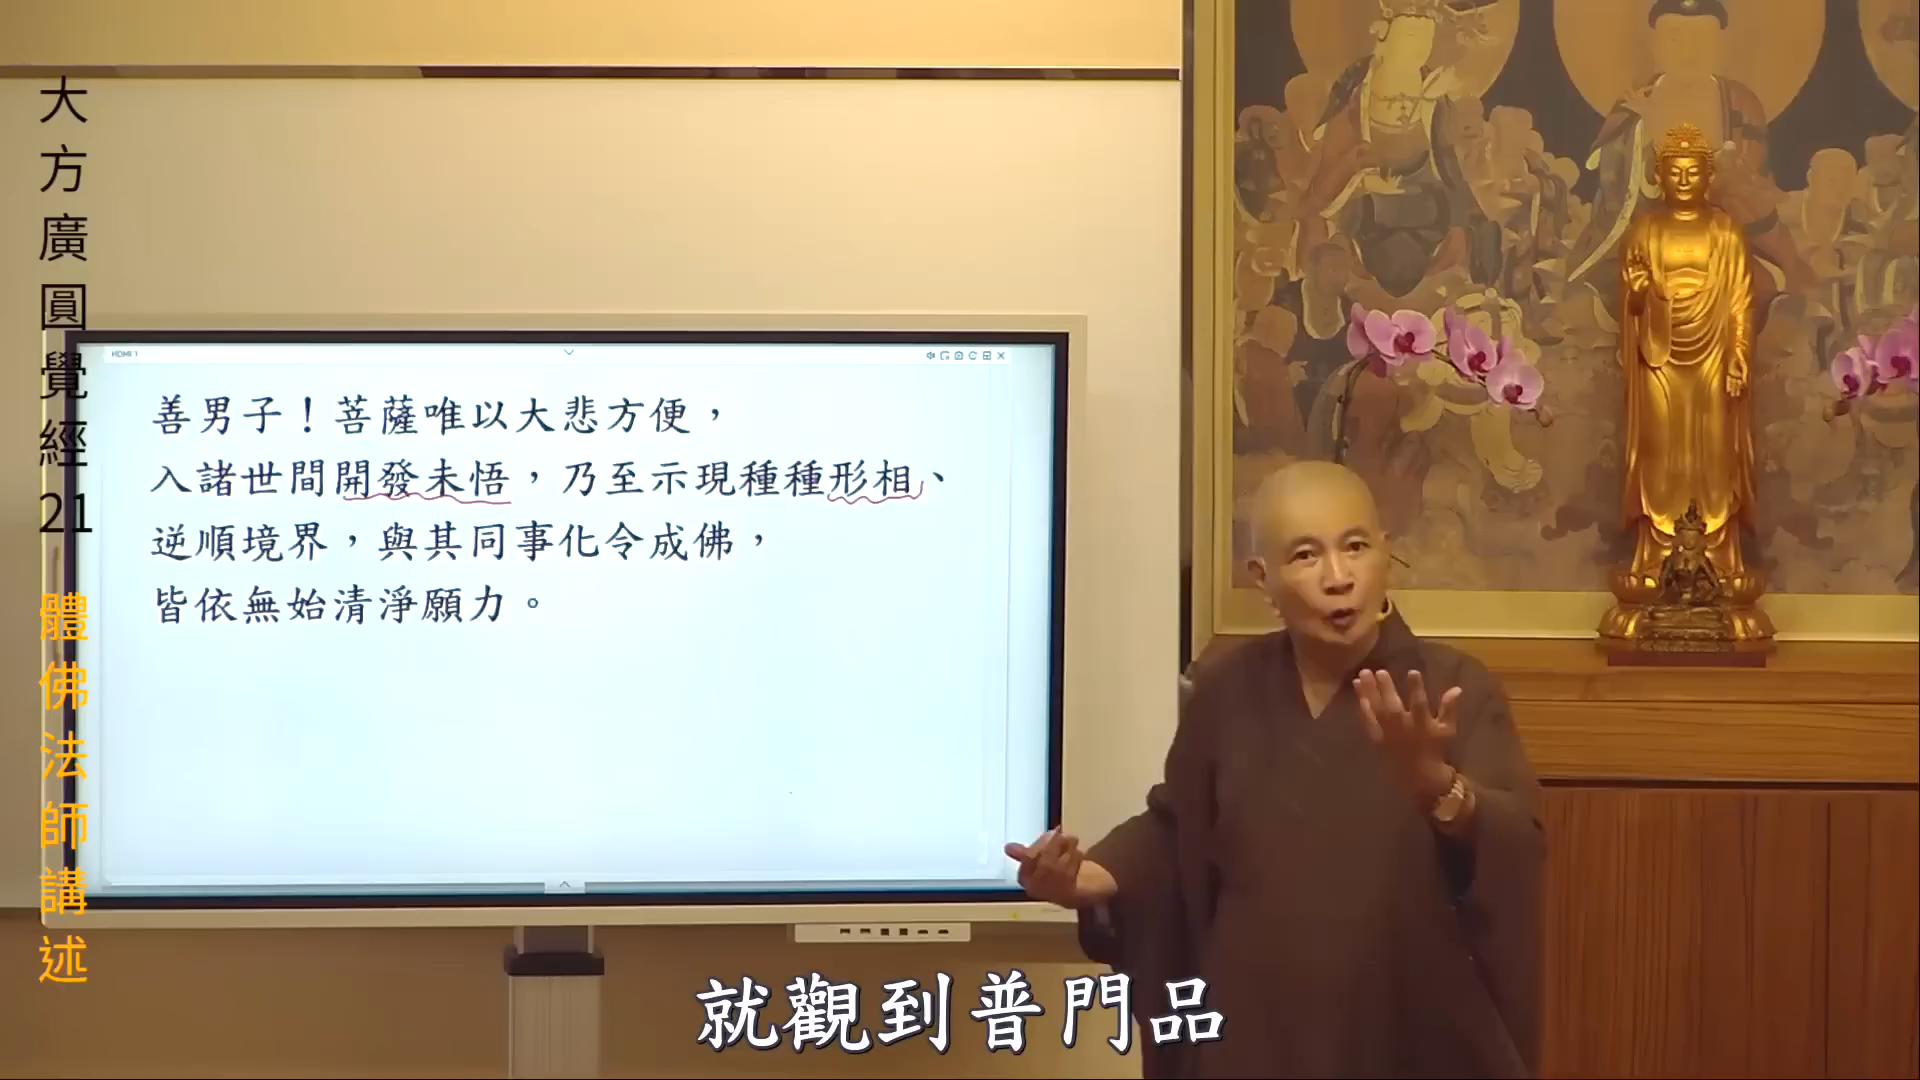 大方廣圓覺經21 體佛法師講述
HDMI 1
善男子！菩薩唯以大悲方便，
入諸世間開發未悟，乃至示現種種形相、
逆順境界，與其同事化令成佛，
皆依無始清淨願力。
就觀到普門品